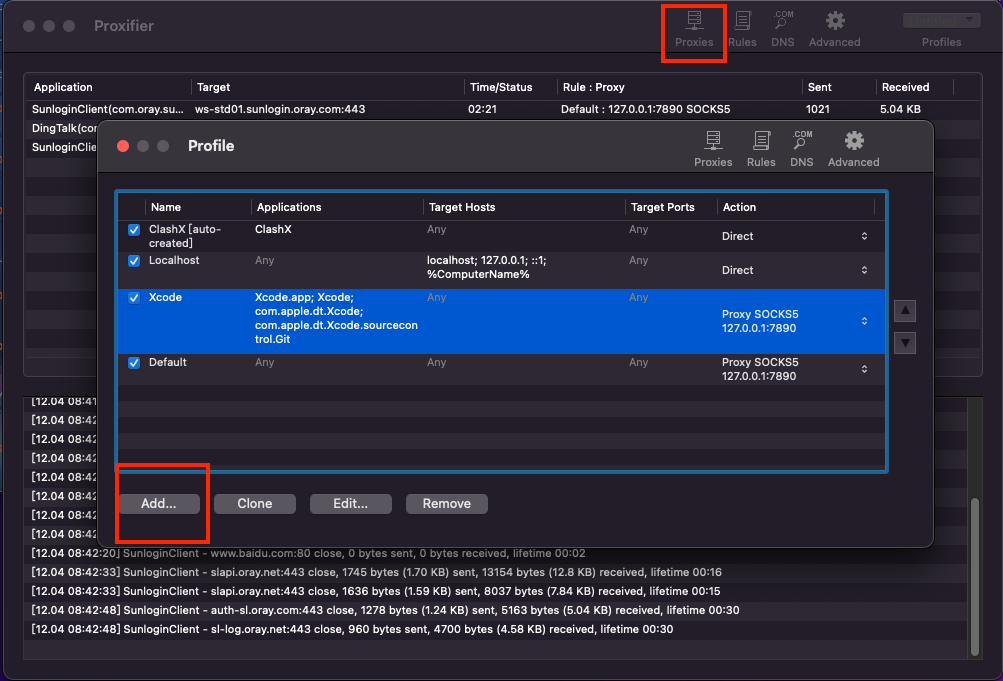 Proxifier
Proxies Rules DNS Advanced Profiles
.COM
Application Target Time/Status Rule : Proxy Sent Received
SunloginClient(com.oray.su... ws-std01.sunlogin.oray.com:443 02:21 Default : 127.0.0.1:7890 SOCKS5 1021 5.04 KB
DingTalk(com
SunloginClie
Profile
.COM
Proxies Rules DNS Advanced
Name Applications Target Hosts Target Ports Action
ClashX [auto-
created] ClashX Any Any Direct
Localhost Any localhost; 127.0.0.1; ::1;
%ComputerName% Any Direct
Xcode Xcode.app; Xcode;
com.apple.dt.Xcode;
com.apple.dt.Xcode.sourcecon
trol.Git Any Any Proxy SOCKS5
127.0.0.1:7890
Default Any Any Any Proxy SOCKS5
127.0.0.1:7890
Add... Clone Edit... Remove
[12.04 08:41
[12.04 08:42
[12.04 08:42
[12.04 08:42
[12.04 08:42
[12.04 08:42
[12.04 08:42
[12.04 08:42
[12.04 08:42:20] SunloginClient - www.baidu.com:80 close, 0 bytes sent, 0 bytes received, lifetime 00:02
[12.04 08:42:33] SunloginClient - slapi.oray.net:443 close, 1745 bytes (1.70 KB) sent, 13154 bytes (12.8 KB) received, lifetime 00:16
[12.04 08:42:33] SunloginClient - slapi.oray.net:443 close, 1636 bytes (1.59 KB) sent, 8037 bytes (7.84 KB) received, lifetime 00:15
[12.04 08:42:48] SunloginClient - auth-sl.oray.com:443 close, 1278 bytes (1.24 KB) sent, 5163 bytes (5.04 KB) received, lifetime 00:30
[12.04 08:42:48] SunloginClient - sl-log.oray.net:443 close, 960 bytes sent, 4700 bytes (4.58 KB) received, lifetime 00:30